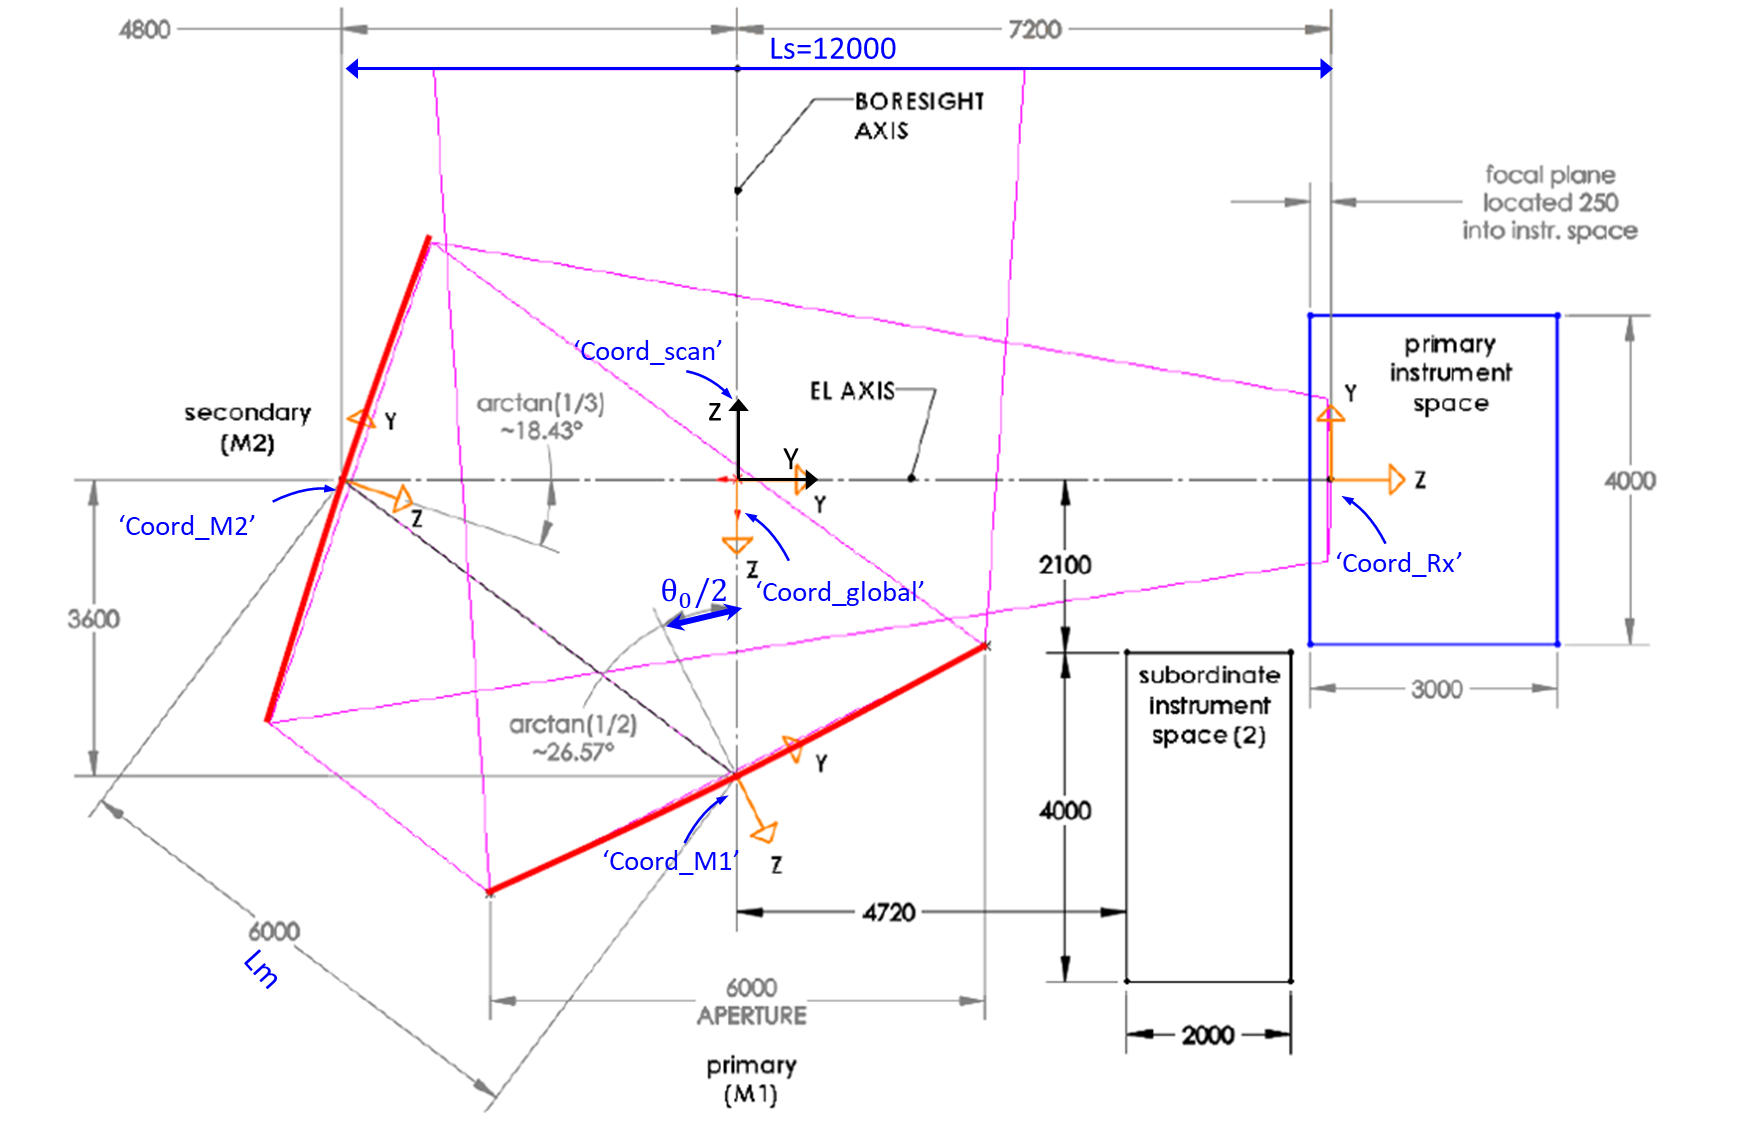 4800
7200
Ls=12000
BORESIGHT
AXIS
focal plane
located 250
into instr. space
primary
instrument
space
‘Coord_scan’
EL AXIS
arctan(1/3)
~18.43°
secondary
(M2)
Y
Z
Y
Y
Y
Z
4000
‘Coord_M2’
Z
‘Coord_Rx’
2100
Z
‘Coord_global’
θ₀/2
3600
subordinate
instrument
space (2)
3000
arctan(1/2)
~26.57°
Y
4000
‘Coord_M1’
Z
4720
6000
Lm
6000
APERTURE
2000
primary
(M1)